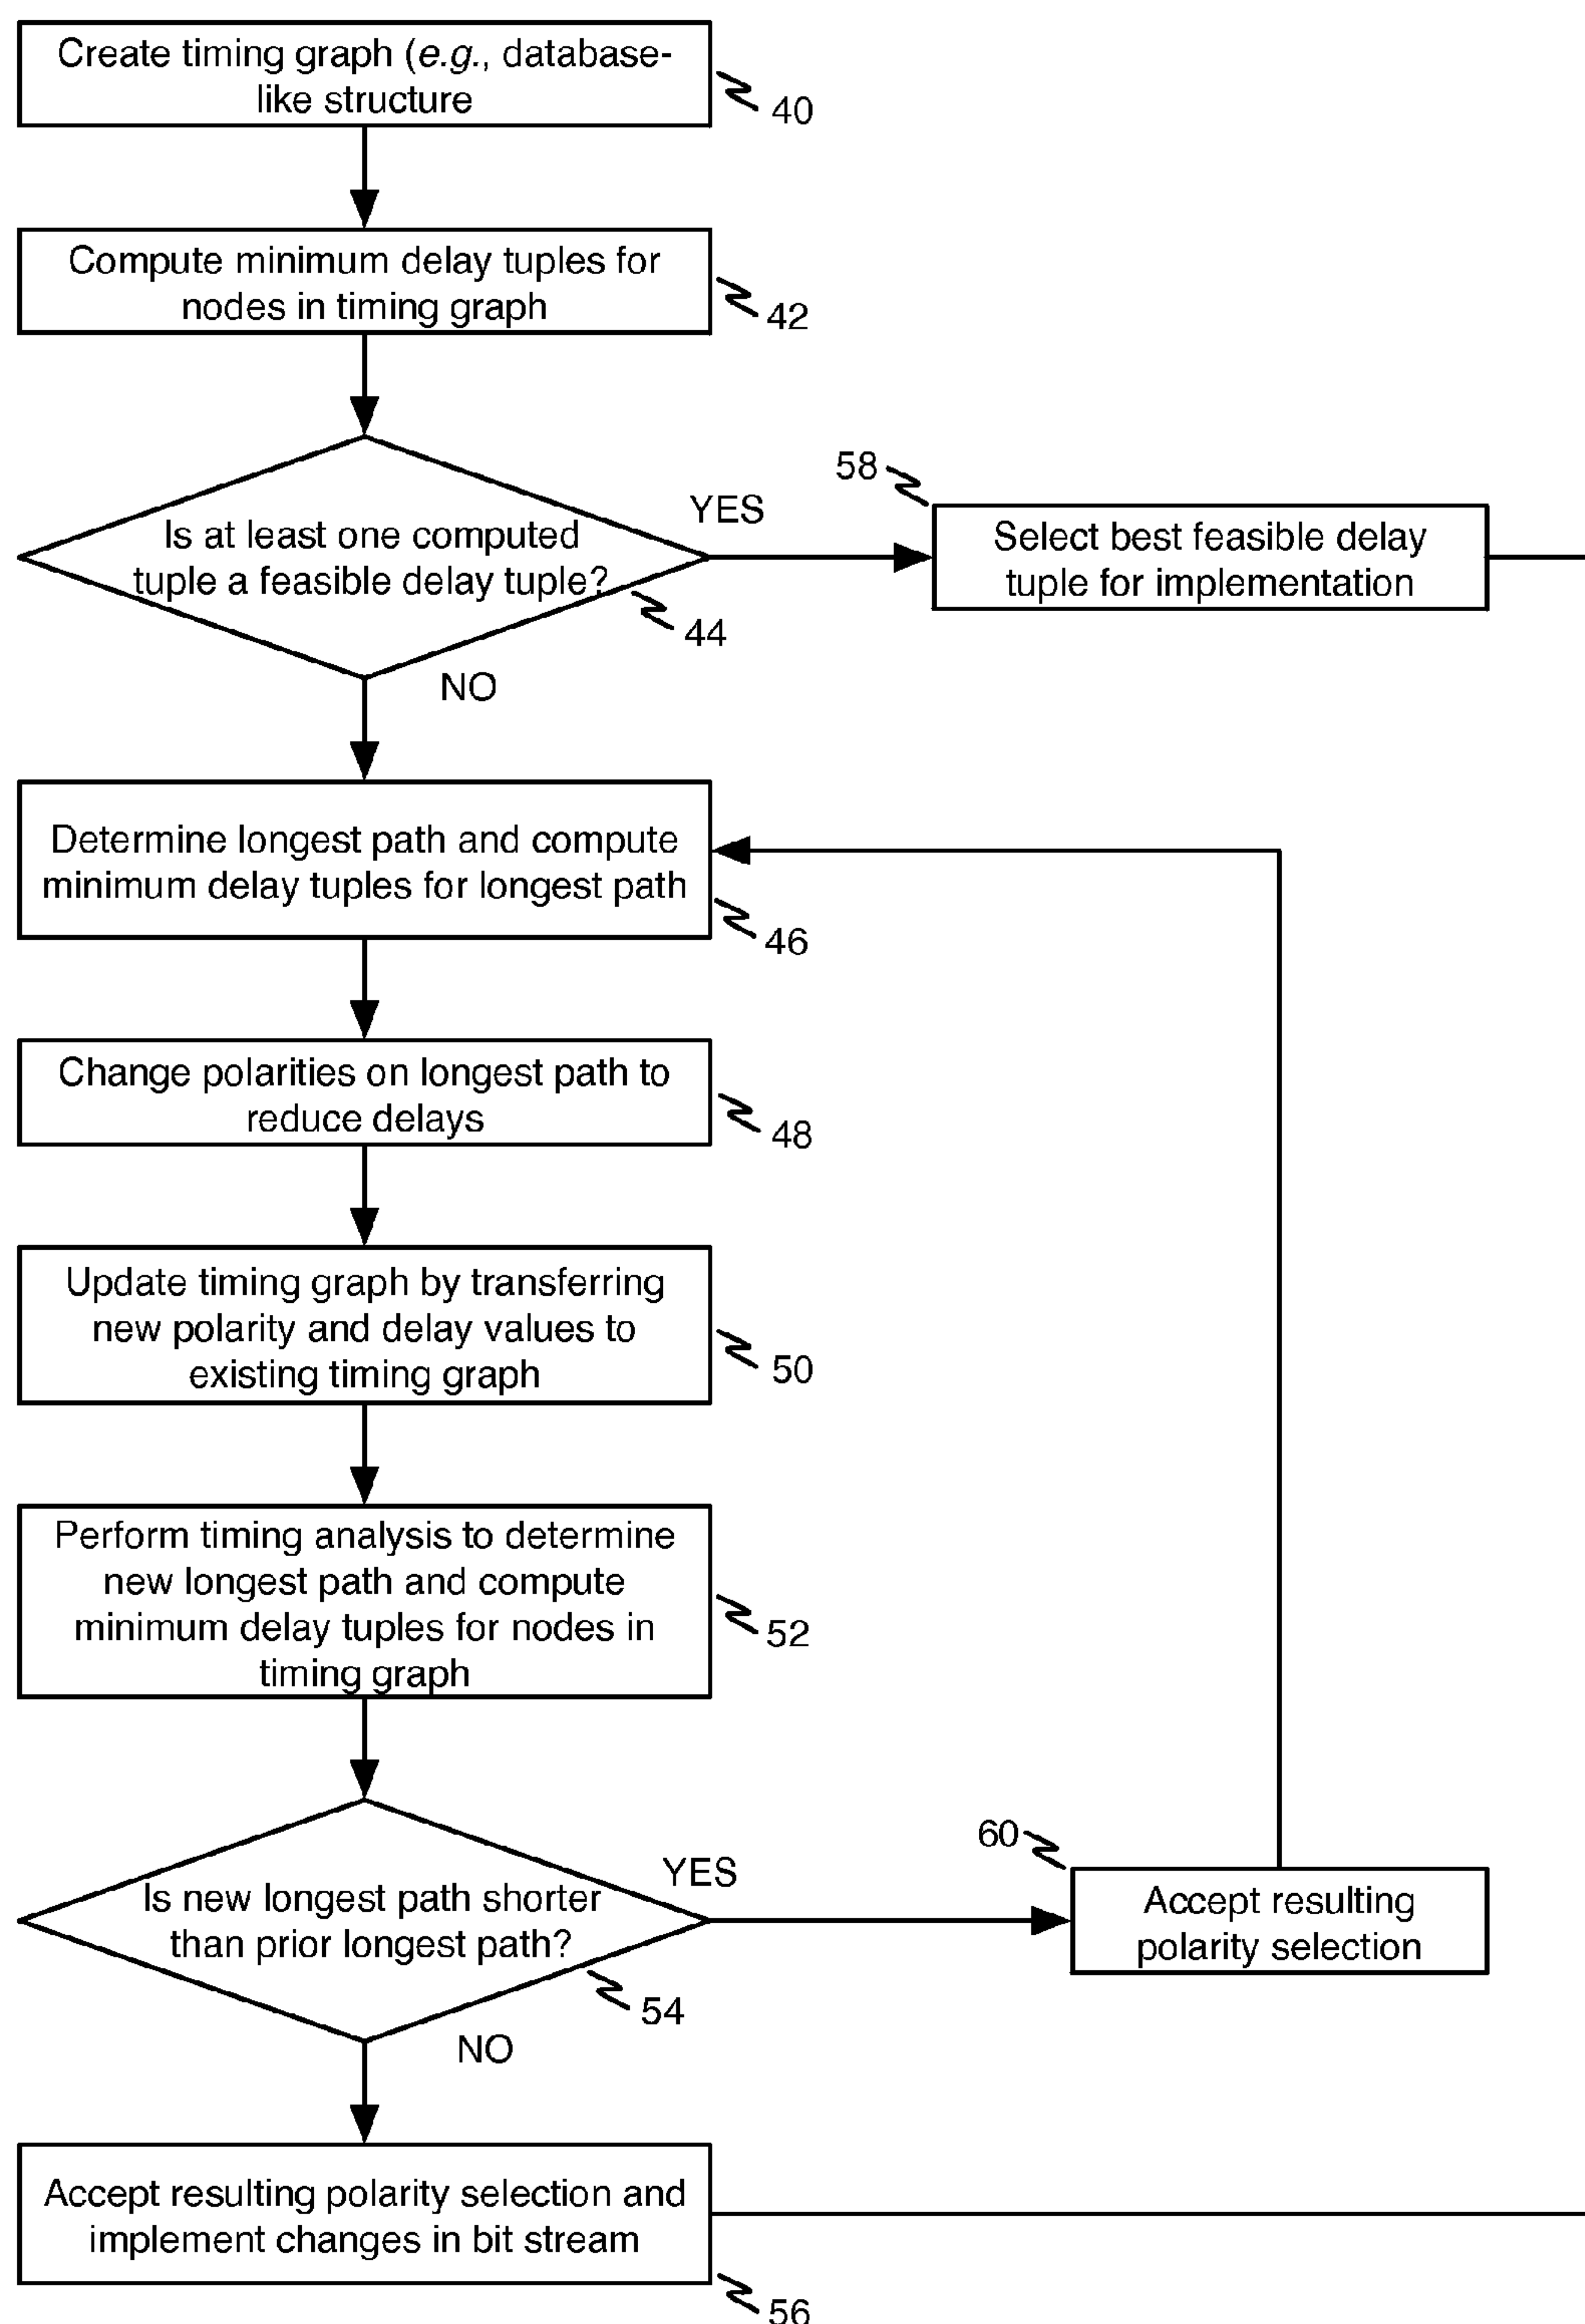 Create timing graph (e.g., database-
like structure
40
Compute minimum delay tuples for
nodes in timing graph
42
Is at least one computed
tuple a feasible delay tuple?
44
YES
58
Select best feasible delay
tuple for implementation
NO
Determine longest path and compute
minimum delay tuples for longest path
46
Change polarities on longest path to
reduce delays
48
Update timing graph by transferring
new polarity and delay values to
existing timing graph
50
Perform timing analysis to determine
new longest path and compute
minimum delay tuples for nodes in
timing graph
52
Is new longest path shorter
than prior longest path?
54
YES
60
Accept resulting
polarity selection
NO
Accept resulting polarity selection and
implement changes in bit stream
56